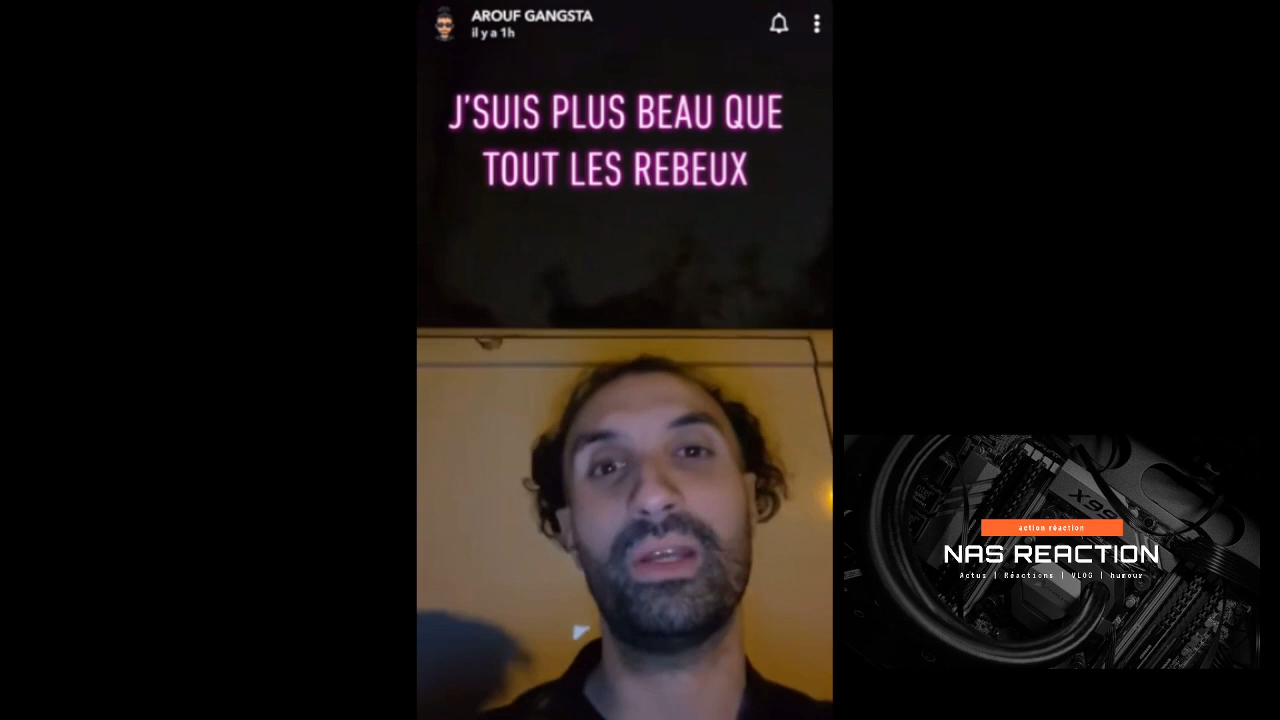 AROUF GANGSTA
il y a 1h
J'SUIS PLUS BEAU QUE
TOUT LES REBEUX
X99
action réaction
NAS REACTION
Actus | Réactions | VLOG | humour